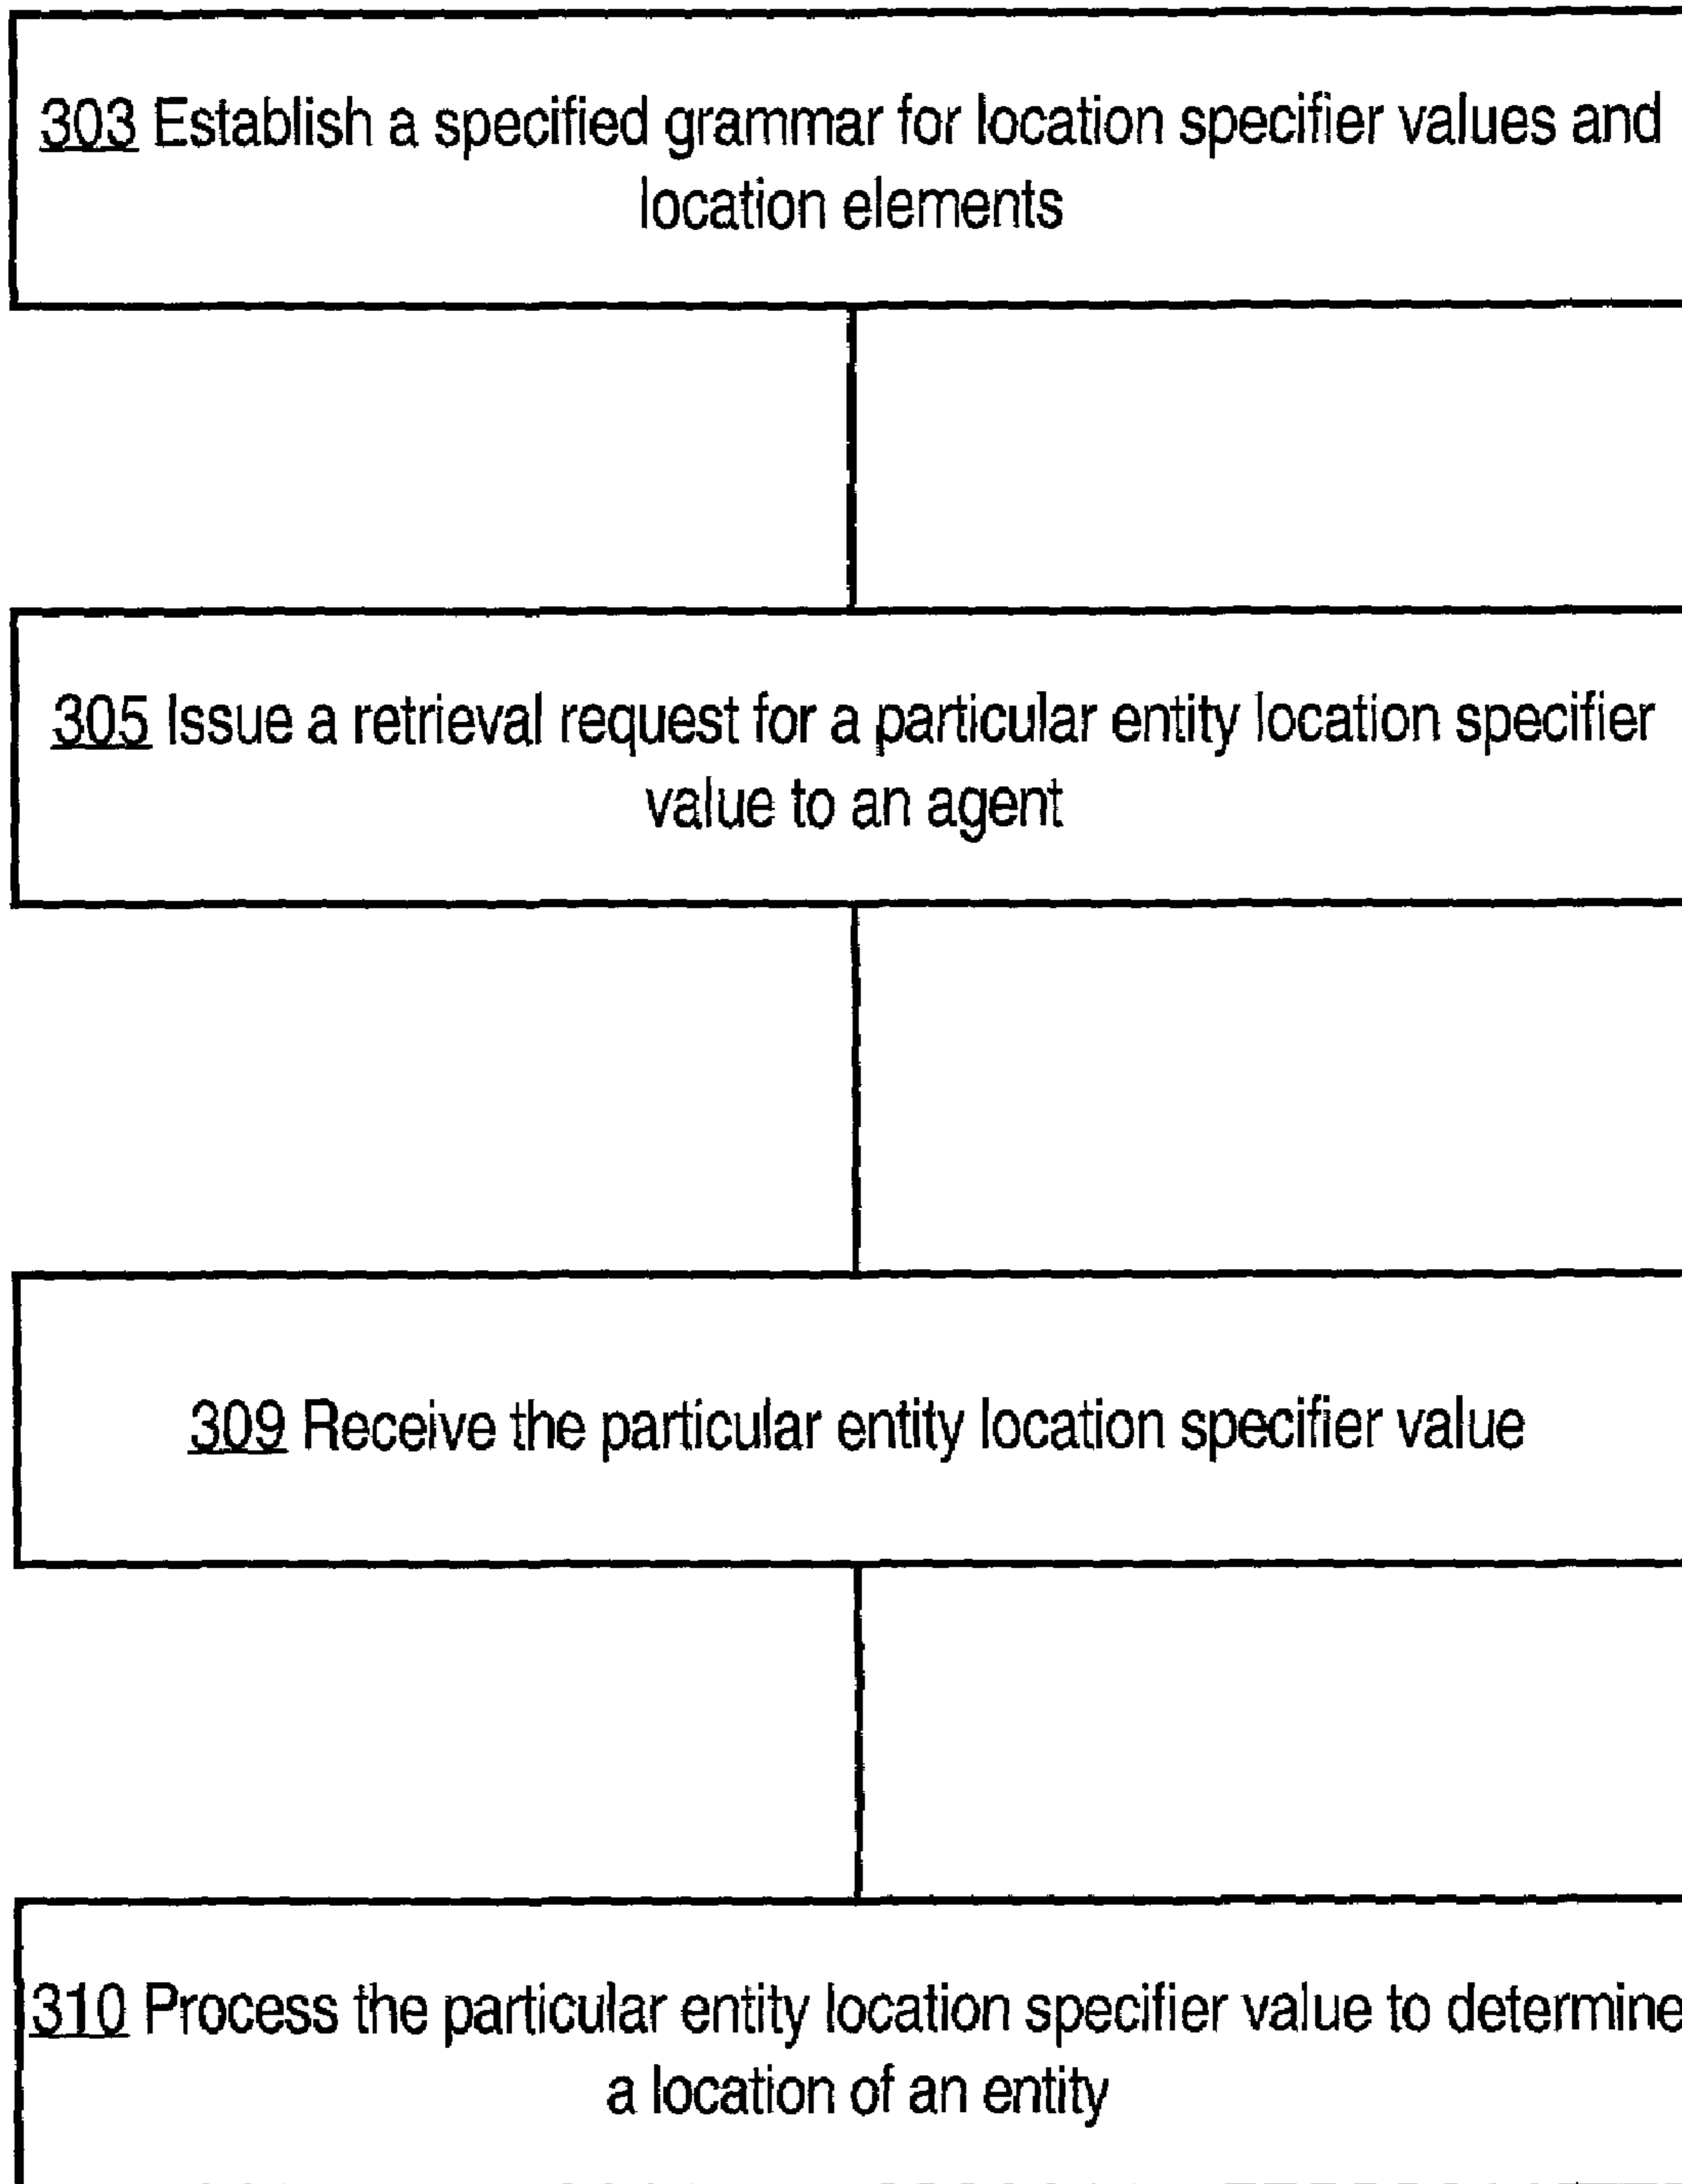 303 Establish a specified grammar for location specifier values and
location elements
305 Issue a retrieval request for a particular entity location specifier
value to an agent
309 Receive the particular entity location specifier value
310 Process the particular entity location specifier value to determine
a location of an entity